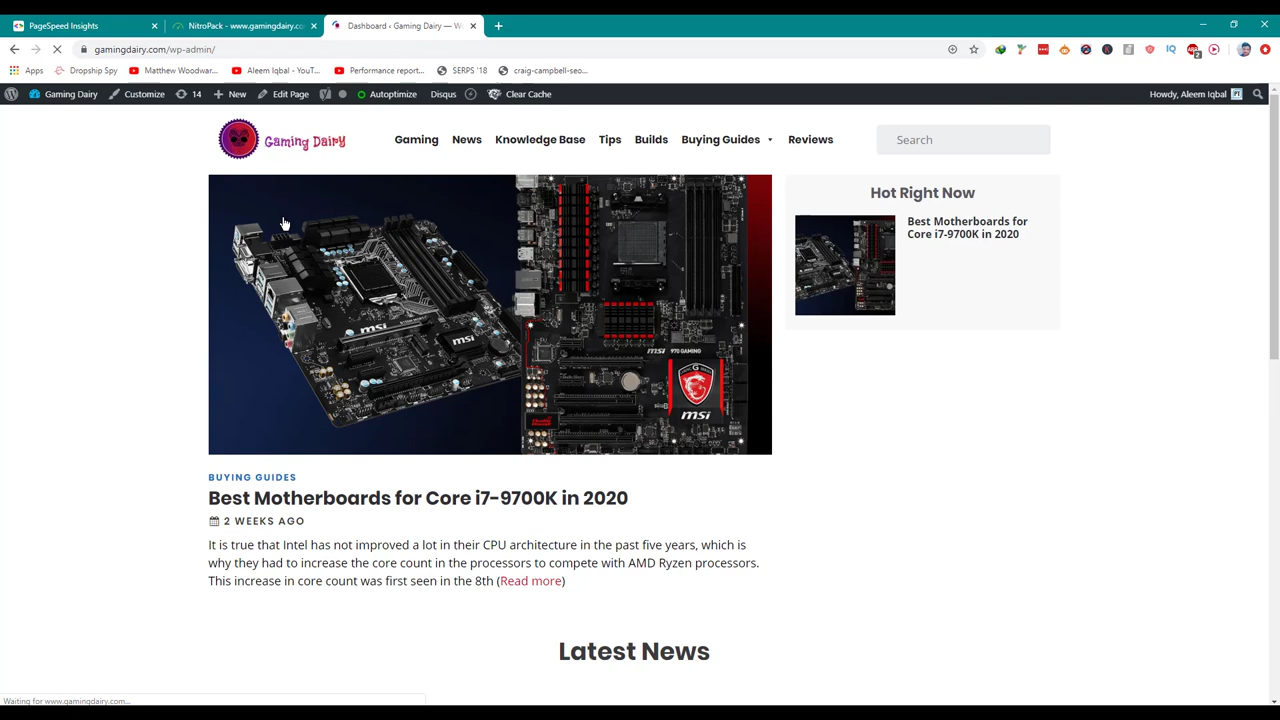 PageSpeed Insights
NitroPack - www.gamingdairy.co
Dashboard ‹ Gaming Dairy — W
gamingdairy.com/wp-admin/
Apps Dropship Spy Matthew Woodwar... Aleem Iqbal - YouT... Performance report... SERPS '18 craig-campbell-seo...
Gaming Dairy Customize 14 New Edit Page Autoptimize Disqus Clear Cache Howdy, Aleem Iqbal
Gaming Dairy
Gaming News Knowledge Base Tips Builds Buying Guides Reviews Search
Hot Right Now
Best Motherboards for
Core i7-9700K in 2020
msi
msi
msi 970 GAMING
msi
BUYING GUIDES
Best Motherboards for Core i7-9700K in 2020
2 WEEKS AGO
It is true that Intel has not improved a lot in their CPU architecture in the past five years, which is
why they had to increase the core count in the processors to compete with AMD Ryzen processors.
This increase in core count was first seen in the 8th (Read more)
Latest News
Waiting for www.gamingdairy.com...